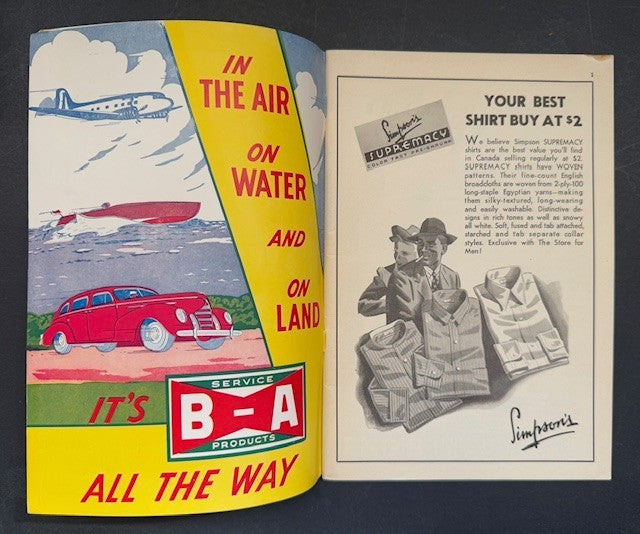 IN
THE AIR
ON
WATER
AND
ON
LAND
IT'S
SERVICE
B-A
PRODUCTS
ALL THE WAY
1
Simpson's
SUPREMACY
COLOR FAST PRE-SHRUNK
YOUR BEST
SHIRT BUY AT $2
We believe Simpson SUPREMACY
shirts are the best value you'll find
in Canada selling regularly at $2.
SUPREMACY shirts have WOVEN
patterns. Their fine-count English
broadcloths are woven from 2-ply-100
long-staple Egyptian yarns—making
them silky-textured, long-wearing
and easily washable. Distinctive de-
signs in rich tones as well as snowy
all white. Soft, fused and tab attached,
starched and tab separate collar
styles. Exclusive with The Store for
Men!
Simpson's